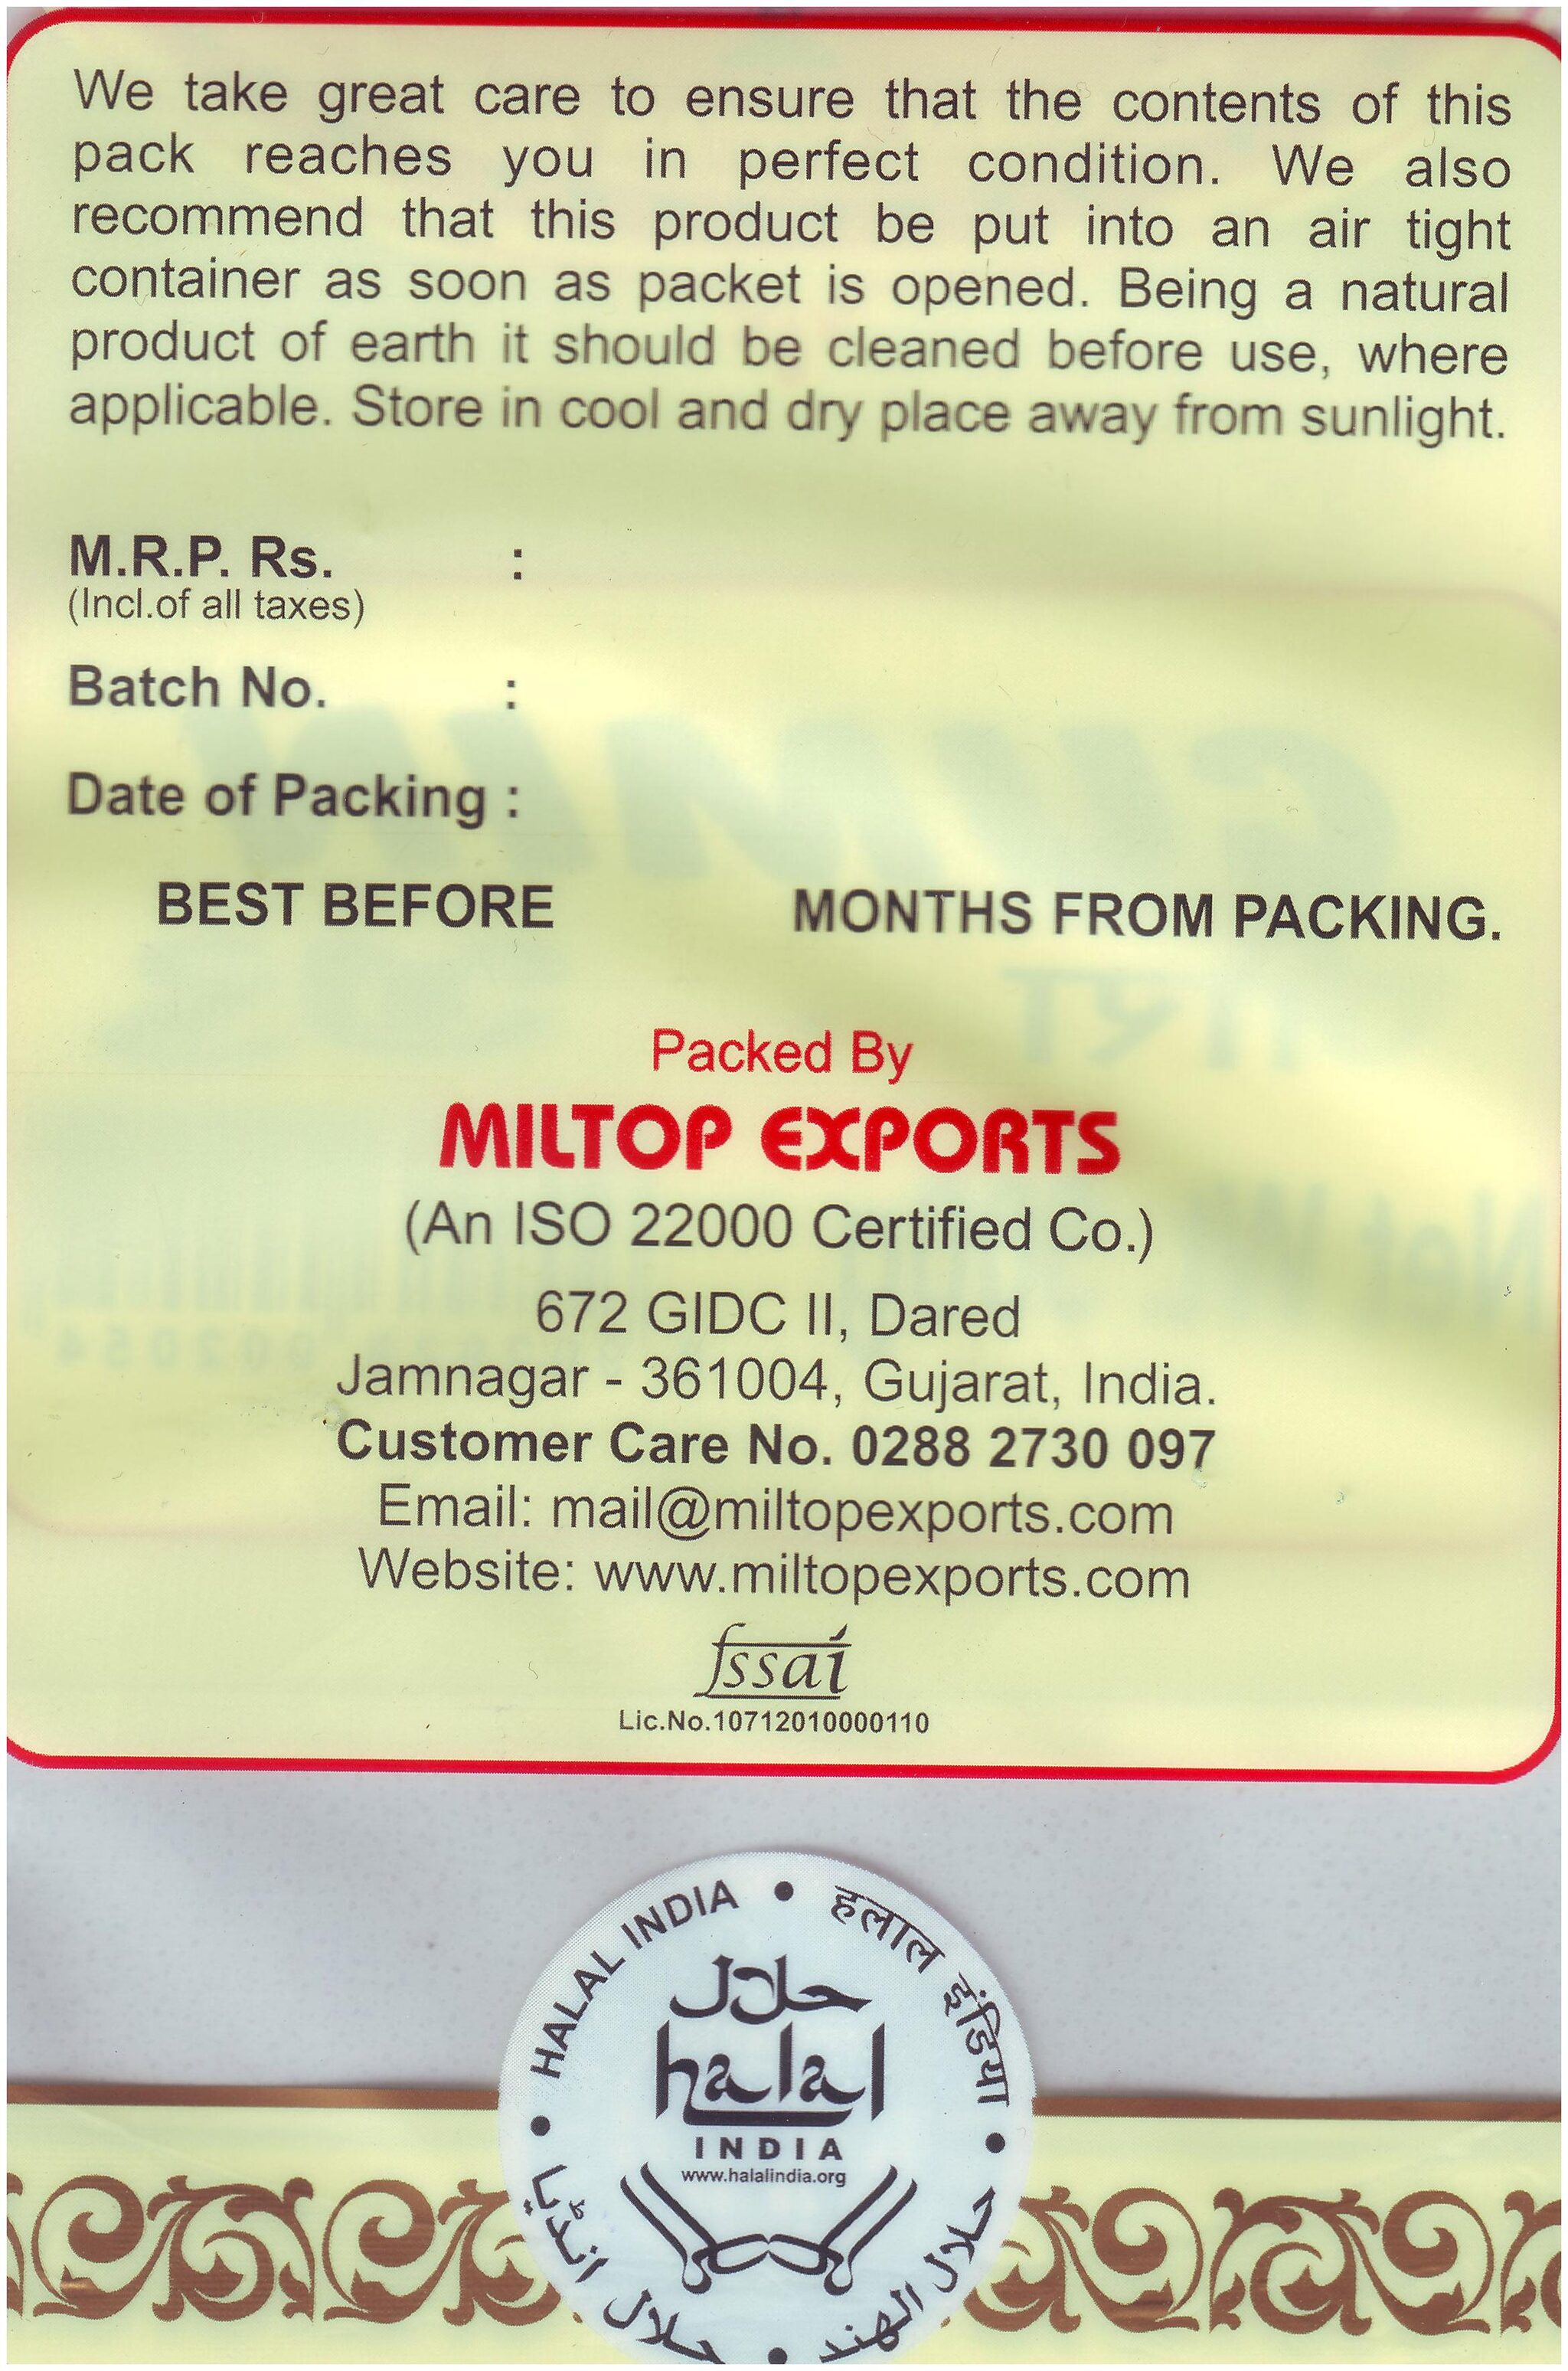 We take great care to ensure that the contents of this
pack reaches you in perfect condition. We also
recommend that this product be put into an air tight
container as soon as packet is opened. Being a natural
product of earth it should be cleaned before use, where
applicable. Store in cool and dry place away from sunlight.
M.R.P. Rs. :
(Incl.of all taxes)
Batch No. :
Date of Packing :
BEST BEFORE MONTHS FROM PACKING.
Packed By
MILTOP EXPORTS
(An ISO 22000 Certified Co.)
672 GIDC II, Dared
Jamnagar - 361004, Gujarat, India.
Customer Care No. 0288 2730 097
Email: mail@miltopexports.com
Website: www.miltopexports.com
fssai
Lic.No.10712010000110
HALAL INDIA • हलाल इंडिया
حلال
halal
INDIA
www.halalindia.org
حلال انڈیا
حلال الهند